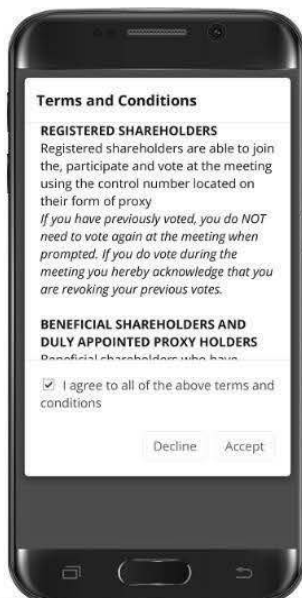 Terms and Conditions
REGISTERED SHAREHOLDERS
Registered shareholders are able to join
the, participate and vote at the meeting
using the control number located on
their form of proxy
If you have previously voted, you do NOT
need to vote again at the meeting when
prompted. If you do vote during the
meeting you hereby acknowledge that you
are revoking your previous votes.
BENEFICIAL SHAREHOLDERS AND
DULY APPOINTED PROXY HOLDERS
Beneficial shareholders who have
I agree to all of the above terms and
conditions
Decline Accept